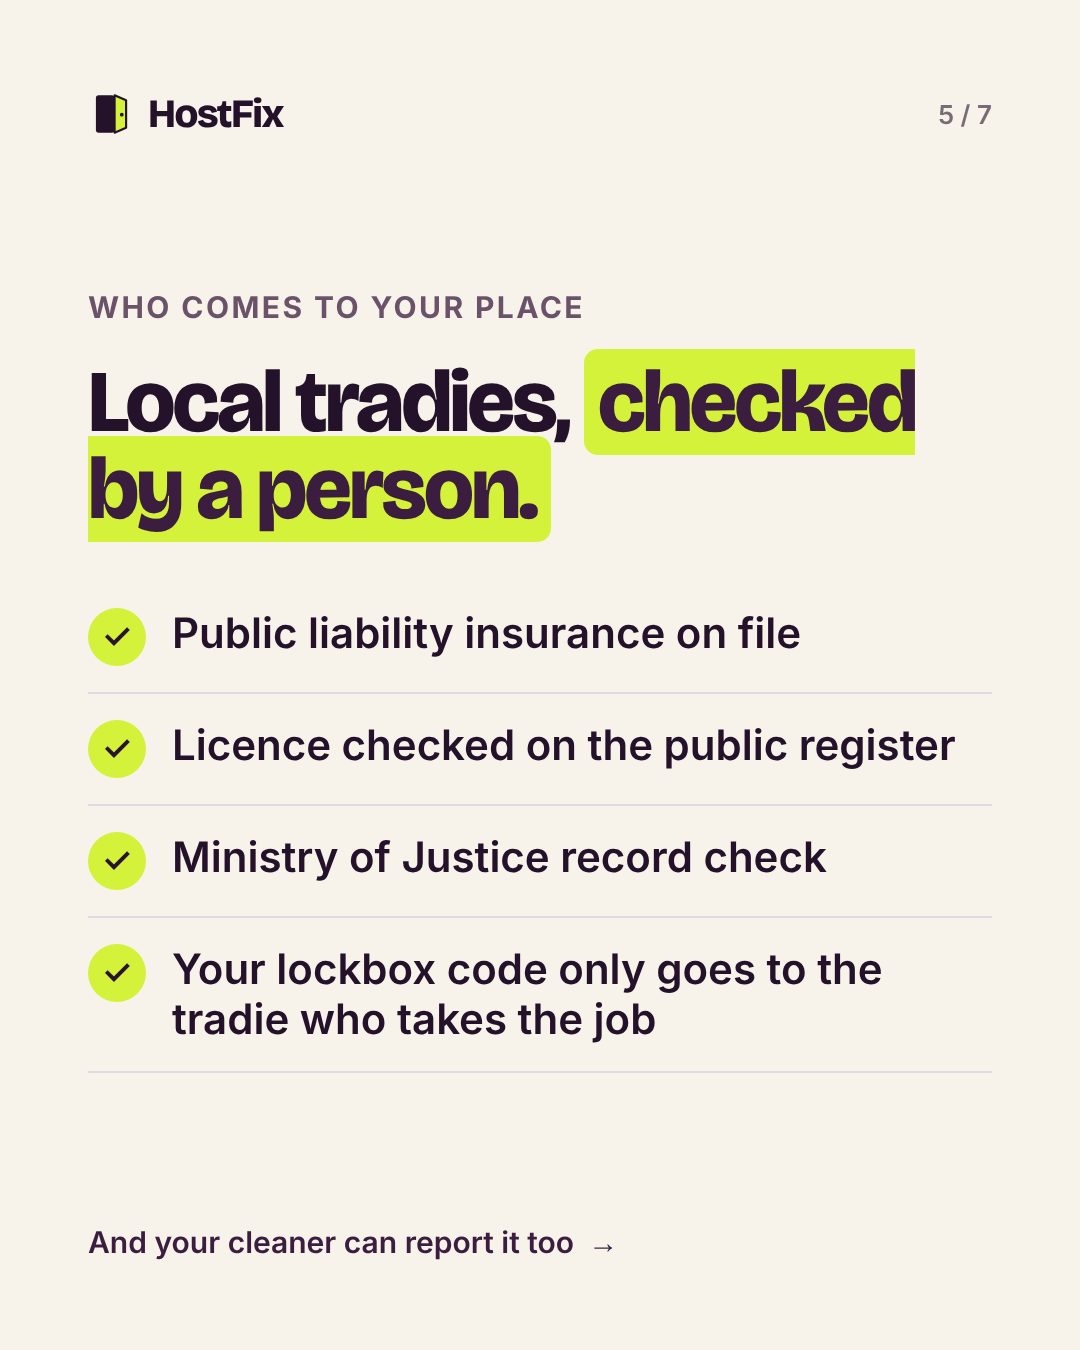 HostFix
5 / 7
WHO COMES TO YOUR PLACE
Local tradies, checked
by a person.
Public liability insurance on file
Licence checked on the public register
Ministry of Justice record check
Your lockbox code only goes to the
tradie who takes the job
And your cleaner can report it too →